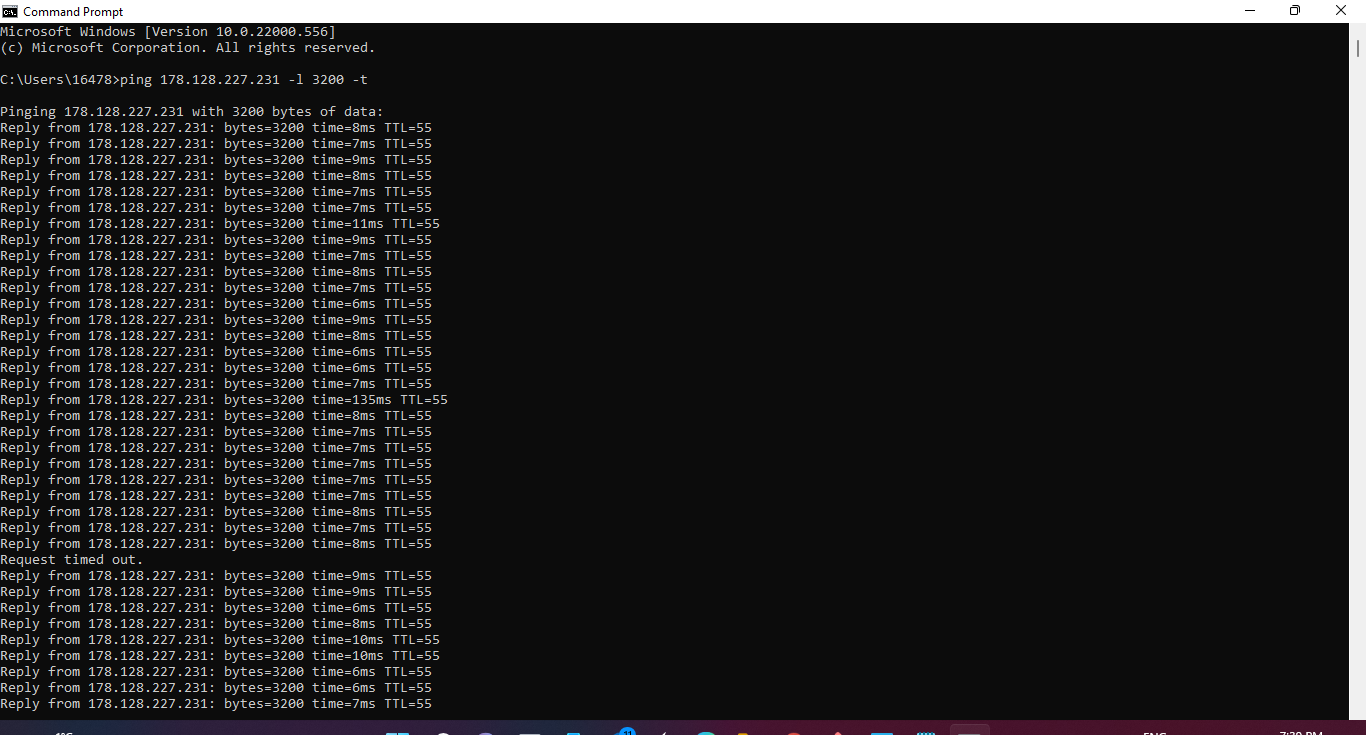 Command Prompt
Microsoft Windows [Version 10.0.22000.556]
(c) Microsoft Corporation. All rights reserved.
C:\Users\16478>ping 178.128.227.231 -l 3200 -t
Pinging 178.128.227.231 with 3200 bytes of data:
Reply from 178.128.227.231: bytes=3200 time=8ms TTL=55
Reply from 178.128.227.231: bytes=3200 time=7ms TTL=55
Reply from 178.128.227.231: bytes=3200 time=9ms TTL=55
Reply from 178.128.227.231: bytes=3200 time=8ms TTL=55
Reply from 178.128.227.231: bytes=3200 time=7ms TTL=55
Reply from 178.128.227.231: bytes=3200 time=7ms TTL=55
Reply from 178.128.227.231: bytes=3200 time=11ms TTL=55
Reply from 178.128.227.231: bytes=3200 time=9ms TTL=55
Reply from 178.128.227.231: bytes=3200 time=7ms TTL=55
Reply from 178.128.227.231: bytes=3200 time=8ms TTL=55
Reply from 178.128.227.231: bytes=3200 time=7ms TTL=55
Reply from 178.128.227.231: bytes=3200 time=6ms TTL=55
Reply from 178.128.227.231: bytes=3200 time=9ms TTL=55
Reply from 178.128.227.231: bytes=3200 time=8ms TTL=55
Reply from 178.128.227.231: bytes=3200 time=6ms TTL=55
Reply from 178.128.227.231: bytes=3200 time=6ms TTL=55
Reply from 178.128.227.231: bytes=3200 time=7ms TTL=55
Reply from 178.128.227.231: bytes=3200 time=135ms TTL=55
Reply from 178.128.227.231: bytes=3200 time=8ms TTL=55
Reply from 178.128.227.231: bytes=3200 time=7ms TTL=55
Reply from 178.128.227.231: bytes=3200 time=7ms TTL=55
Reply from 178.128.227.231: bytes=3200 time=7ms TTL=55
Reply from 178.128.227.231: bytes=3200 time=7ms TTL=55
Reply from 178.128.227.231: bytes=3200 time=7ms TTL=55
Reply from 178.128.227.231: bytes=3200 time=8ms TTL=55
Reply from 178.128.227.231: bytes=3200 time=7ms TTL=55
Reply from 178.128.227.231: bytes=3200 time=8ms TTL=55
Request timed out.
Reply from 178.128.227.231: bytes=3200 time=9ms TTL=55
Reply from 178.128.227.231: bytes=3200 time=9ms TTL=55
Reply from 178.128.227.231: bytes=3200 time=6ms TTL=55
Reply from 178.128.227.231: bytes=3200 time=8ms TTL=55
Reply from 178.128.227.231: bytes=3200 time=10ms TTL=55
Reply from 178.128.227.231: bytes=3200 time=10ms TTL=55
Reply from 178.128.227.231: bytes=3200 time=6ms TTL=55
Reply from 178.128.227.231: bytes=3200 time=6ms TTL=55
Reply from 178.128.227.231: bytes=3200 time=7ms TTL=55